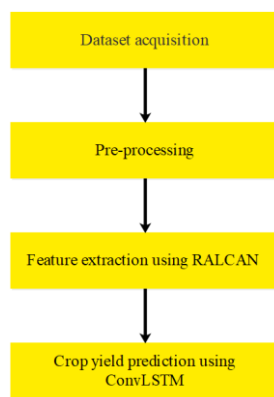 Dataset acquisition
Pre-processing
Feature extraction using RALCAN
Crop yield prediction using
ConvLSTM